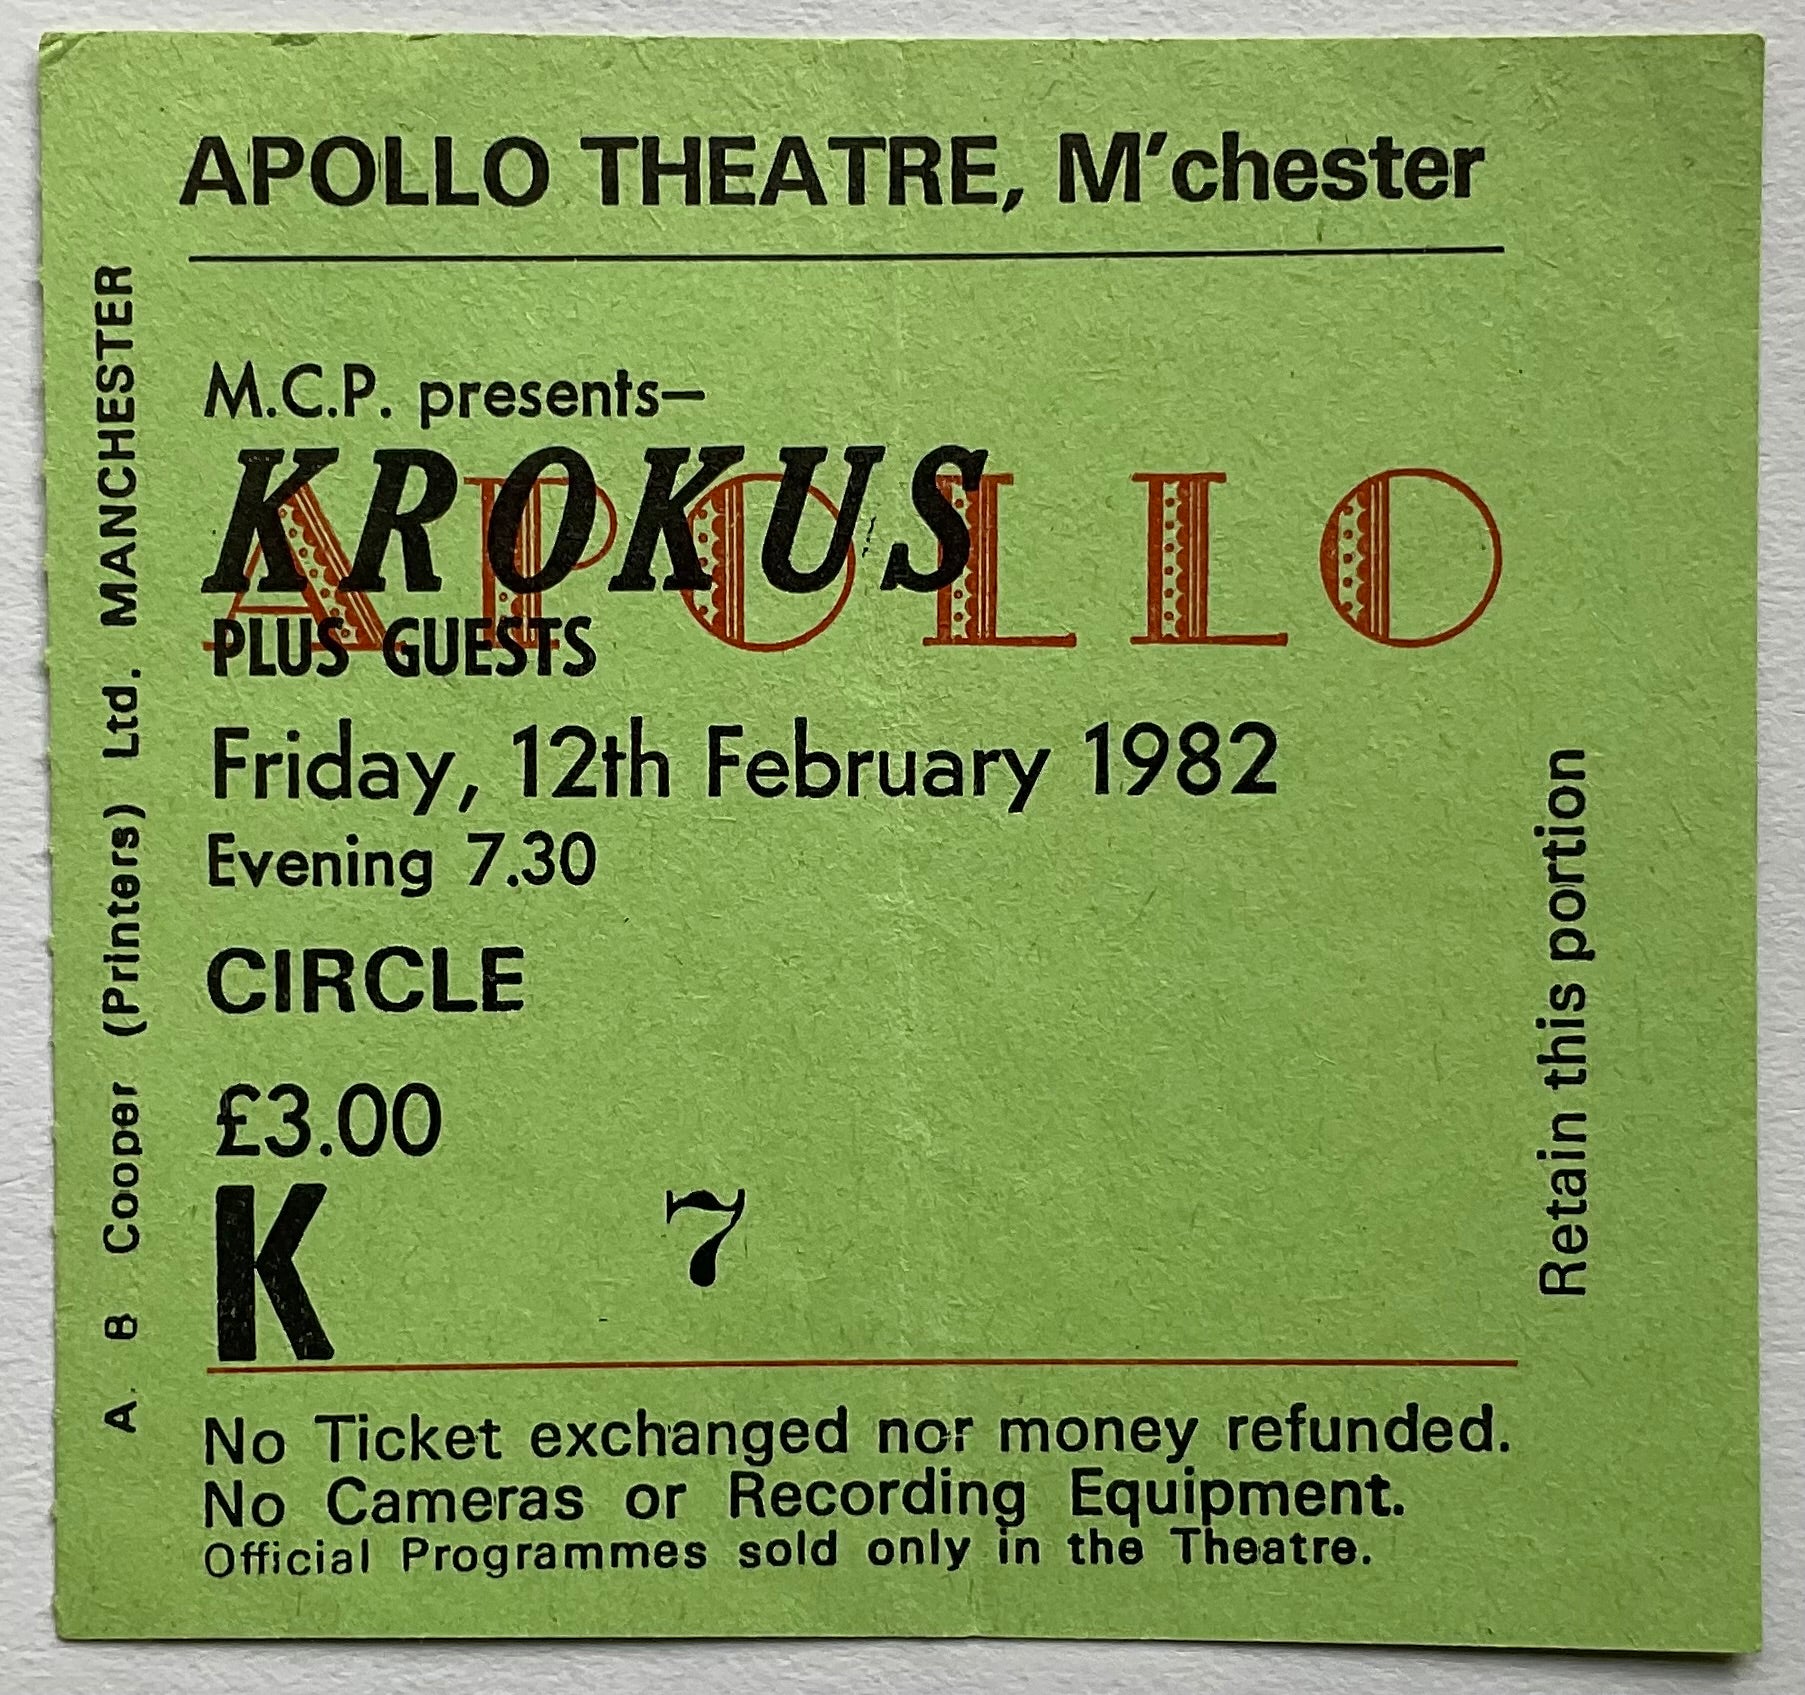 APOLLO THEATRE, M'chester
M.C.P. presents–
KROKUS
APOLLO
PLUS GUESTS
Friday, 12th February 1982
Evening 7.30
CIRCLE
£3.00
K 7
No Ticket exchanged nor money refunded.
No Cameras or Recording Equipment.
Official Programmes sold only in the Theatre.
A. B Cooper (Printers) Ltd. MANCHESTER
Retain this portion